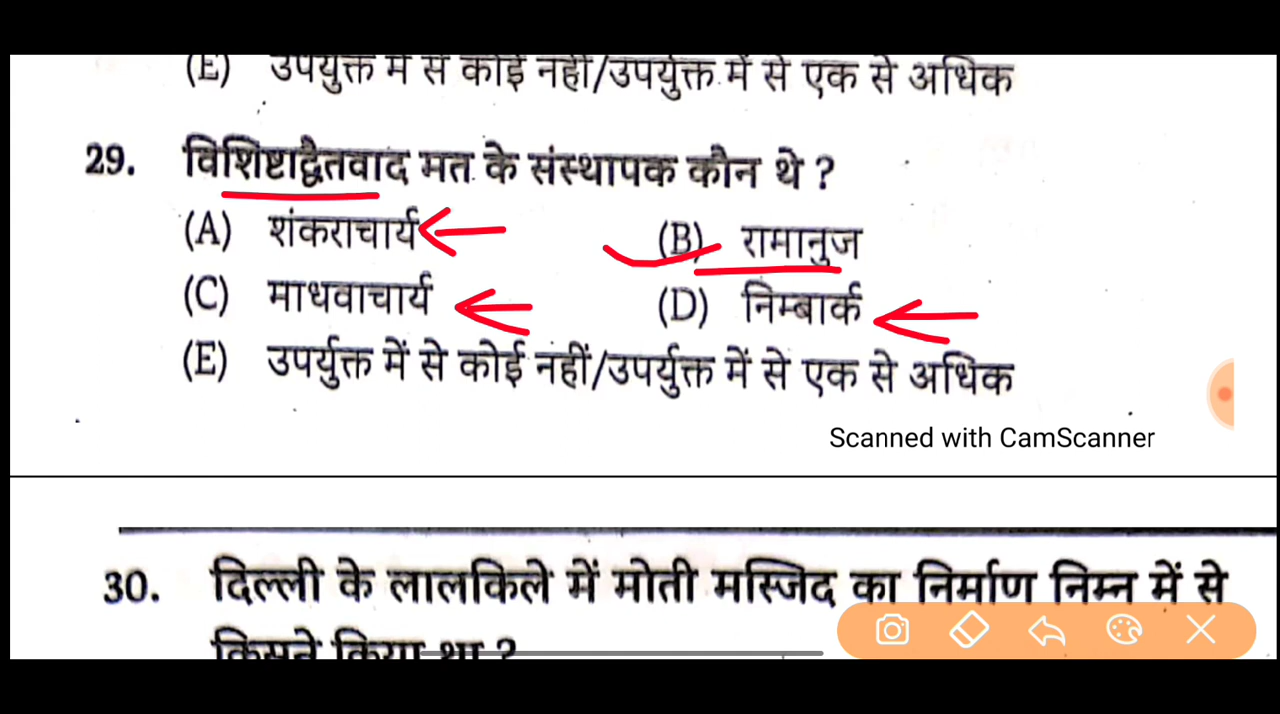 (E) उपर्युक्त में से कोई नहीं/उपर्युक्त में से एक से अधिक
29. विशिष्टाद्वैतवाद मत के संस्थापक कौन थे ?
(A) शंकराचार्य (B) रामानुज
(C) माधवाचार्य (D) निम्बार्क
(E) उपर्युक्त में से कोई नहीं/उपर्युक्त में से एक से अधिक
Scanned with CamScanner
30. दिल्ली के लालकिले में मोती मस्जिद का निर्माण निम्न में से
किसने किया था ?